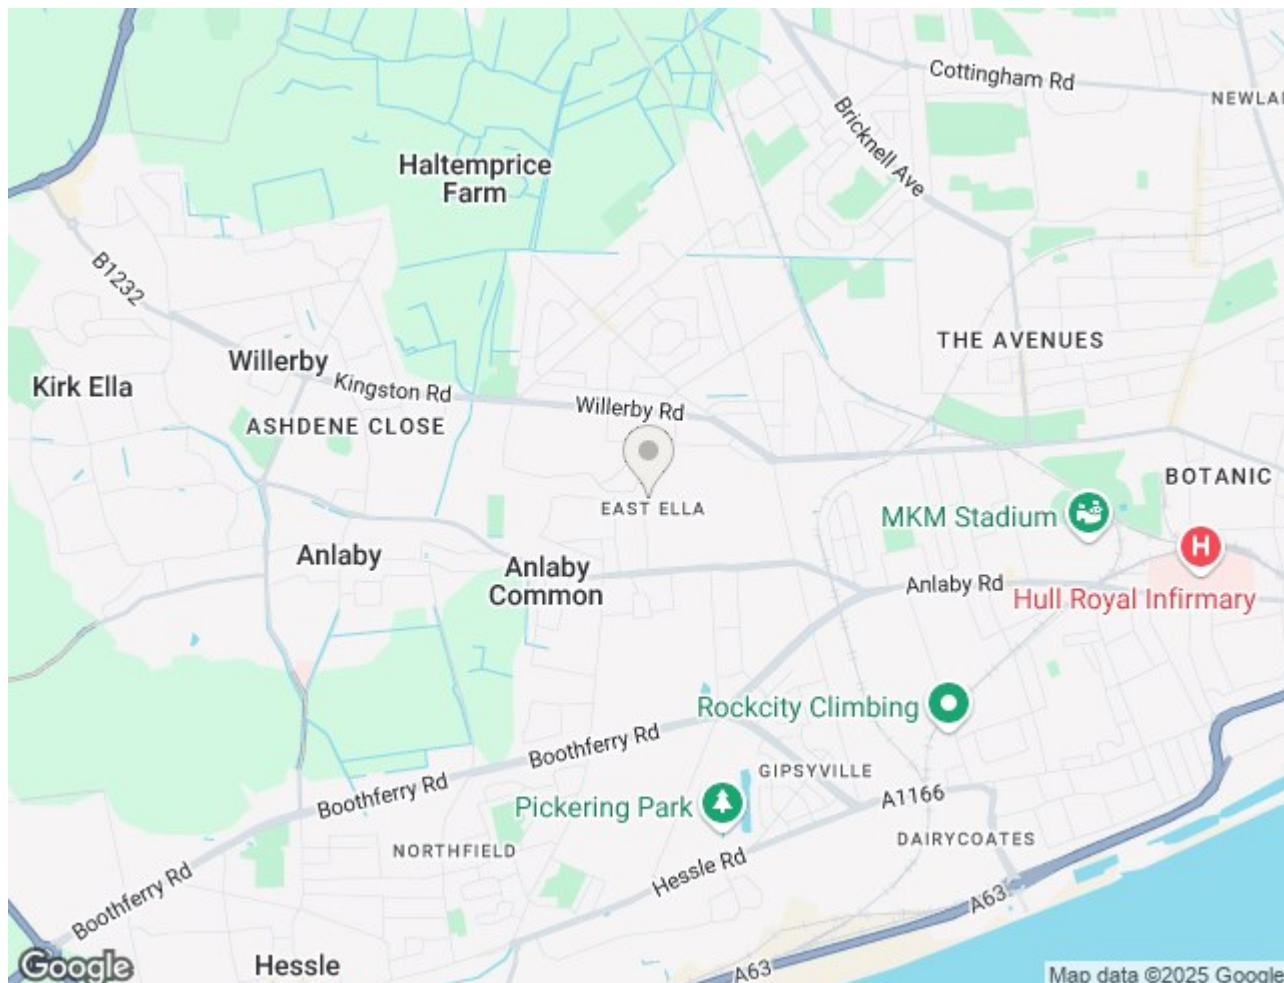 Cottingham Rd
NEWLA
Bricknell Ave
Haltemprice
Farm
B1232
THE AVENUES
Willerby
Kirk Ella
Kingston Rd
Willerby Rd
ASHDENE CLOSE
BOTANIC
EAST ELLA
MKM Stadium
H
Anlaby
Anlaby
Common
Anlaby Rd
Hull Royal Infirmary
Rockcity Climbing
Boothferry Rd
GIPSYVILLE
Boothferry Rd
A1166
Pickering Park
DAIRYCOATES
NORTHFIELD
Hessle Rd
Boothferry Rd
A63
Hessle
A63
Google
Map data ©2025 Google